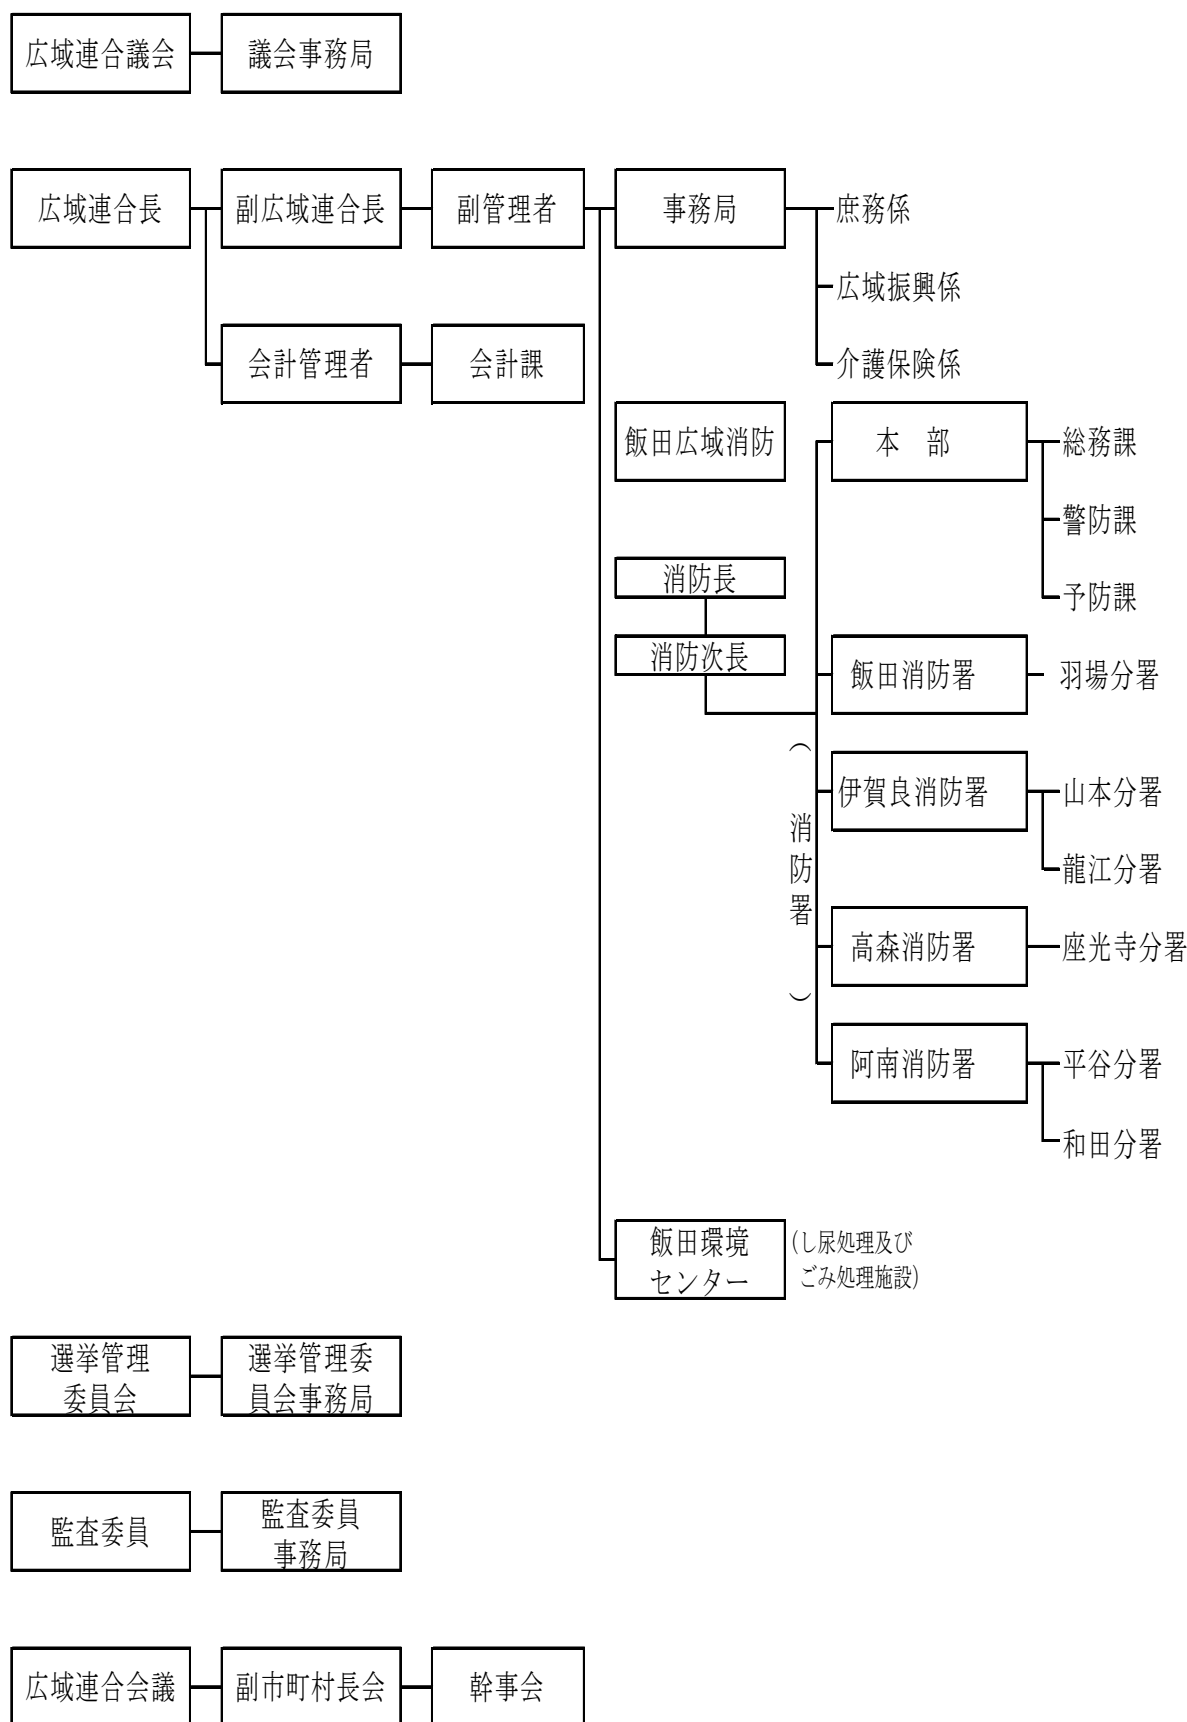 広域連合議会
議会事務局
広域連合長
副広域連合長
副管理者
事務局
庶務係
広域振興係
会計管理者
会計課
介護保険係
飯田広域消防
本　部
総務課
警防課
消防長
予防課
消防次長
飯田消防署
羽場分署
(消防署)
伊賀良消防署
山本分署
龍江分署
高森消防署
座光寺分署
阿南消防署
平谷分署
和田分署
飯田環境
センター
(し尿処理及び
ごみ処理施設)
選挙管理
委員会
選挙管理委
員会事務局
監査委員
監査委員
事務局
広域連合会議
副市町村長会
幹事会